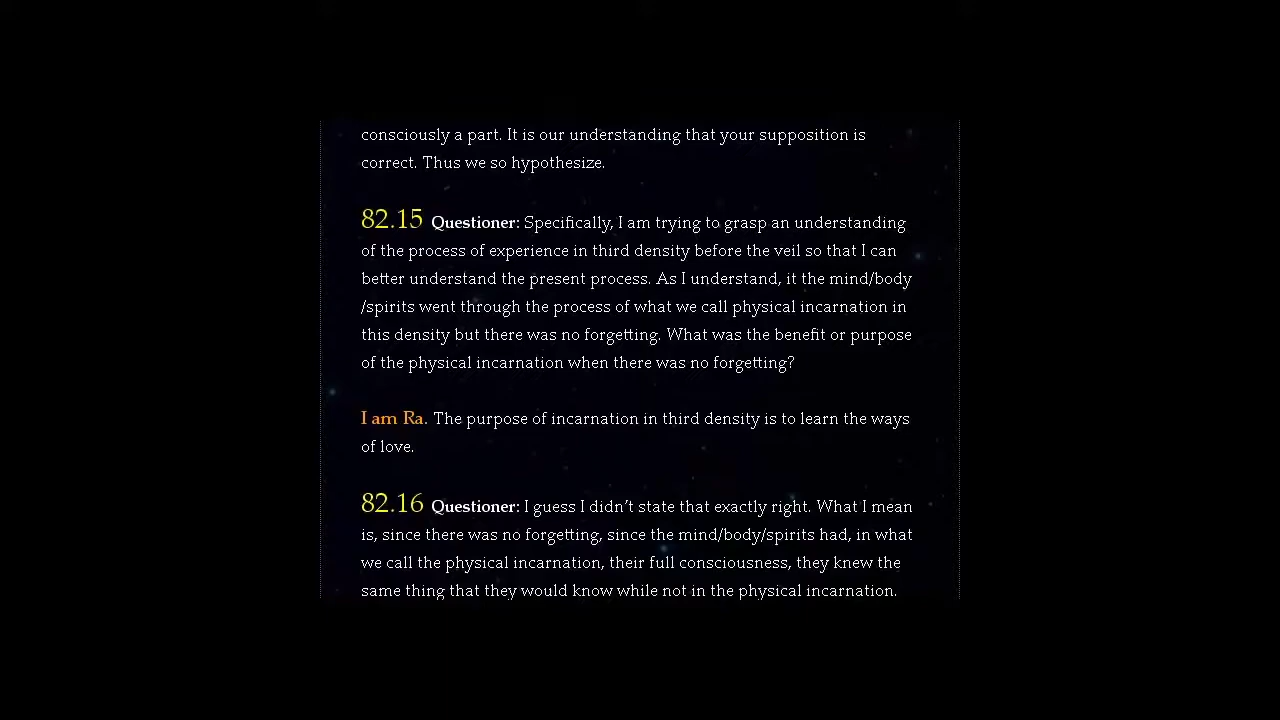 consciously a part. It is our understanding that your supposition is
correct. Thus we so hypothesize.
82.15 Questioner: Specifically, I am trying to grasp an understanding
of the process of experience in third density before the veil so that I can
better understand the present process. As I understand, it the mind/body
/spirits went through the process of what we call physical incarnation in
this density but there was no forgetting. What was the benefit or purpose
of the physical incarnation when there was no forgetting?
I am Ra. The purpose of incarnation in third density is to learn the ways
of love.
82.16 Questioner: I guess I didn't state that exactly right. What I mean
is, since there was no forgetting, since the mind/body/spirits had, in what
we call the physical incarnation, their full consciousness, they knew the
same thing that they would know while not in the physical incarnation.